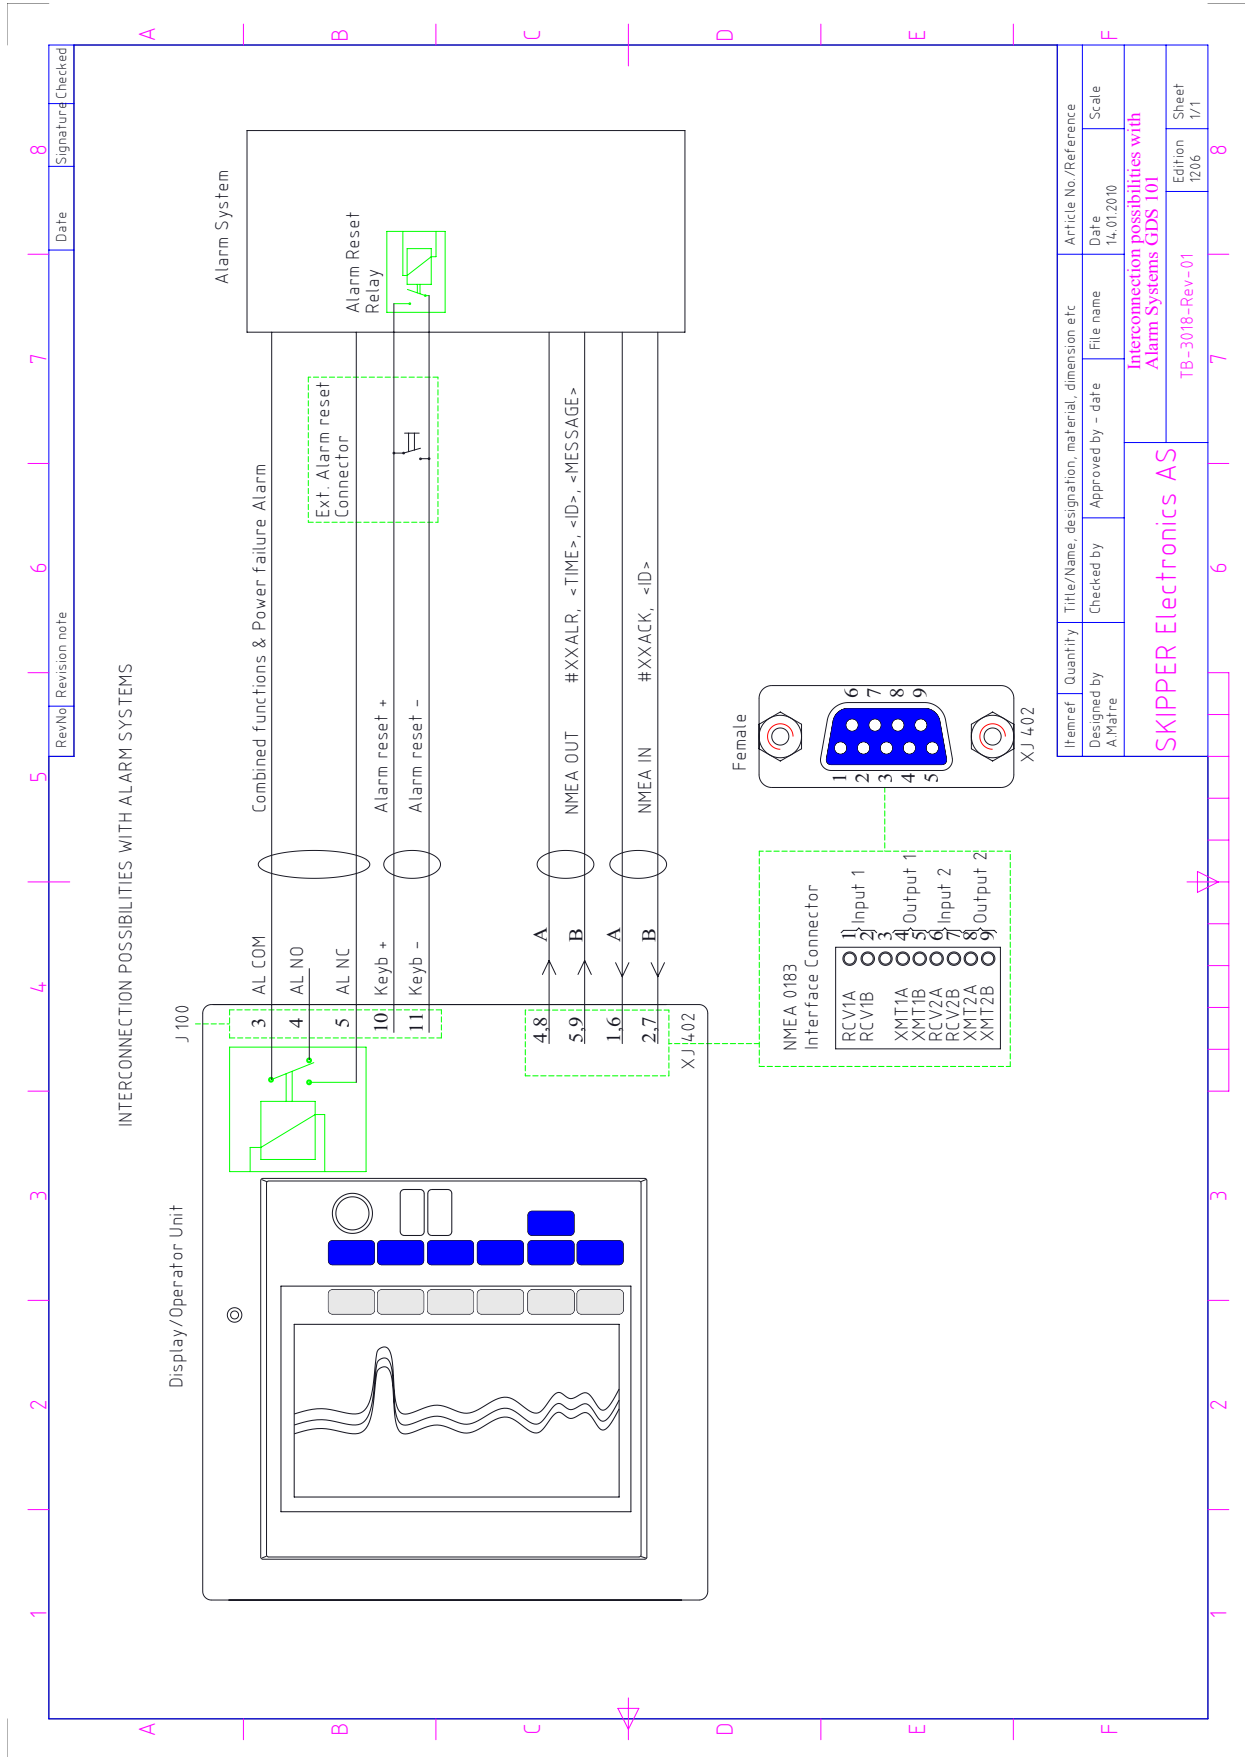 RevNo Revision note Date Signature Checked
INTERCONNECTION POSSIBILITIES WITH ALARM SYSTEMS
Display/Operator Unit
Alarm System
J 100
3 AL COM
4 AL NO
5 AL NC
10 Keyb +
11 Keyb -
Combined functions & Power failure Alarm
Ext. Alarm reset
Connector
Alarm Reset
Relay
Alarm reset +
Alarm reset -
4,8 A
5,9 B
1,6 A
2,7 B
XJ 402
NMEA OUT #XXALR, <TIME>, <ID>, <MESSAGE>
NMEA IN #XXACK, <ID>
NMEA 0183
Interface Connector
RCV1A 1
RCV1B 2
Input 1
3
XMT1A 4
XMT1B 5
Output 1
RCV2A 6
RCV2B 7
Input 2
XMT2A 8
XMT2B 9
Output 2
Female
1 6
2 7
3 8
4 9
5
XJ 402
Itemref Quantity Title/Name, designation, material, dimension etc Article No./Reference
Designed by
A.Matre
Checked by
Approved by - date
File name
Date
14.01.2010
Scale
SKIPPER Electronics AS
Interconnection possibilities with
Alarm Systems GDS 101
TB-3018-Rev-01
Edition
1206
Sheet
1/1
1 2 3 4 5 6 7 8
1 2 3 4 5 6 7 8
A B C D E F
A B C D E F